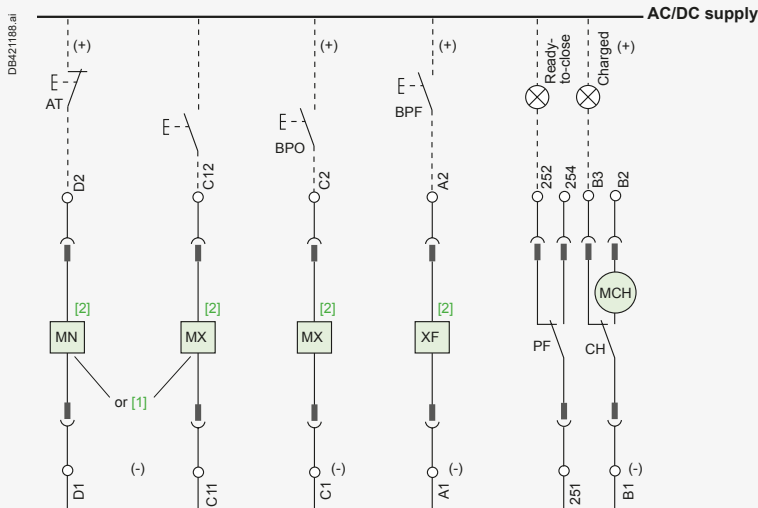 DB421188.ai
AC/DC supply
(+)
(+)
(+)
(+)
Ready-
to-close
Charged
AT
BPO
BPF
D2
C12
C2
A2
252
254
B3
B2
[2]
[2]
[2]
[2]
MN
MX
MX
XF
MCH
PF
CH
or [1]
(-)
(-)
(-)
(-)
D1
C11
C1
A1
251
B1